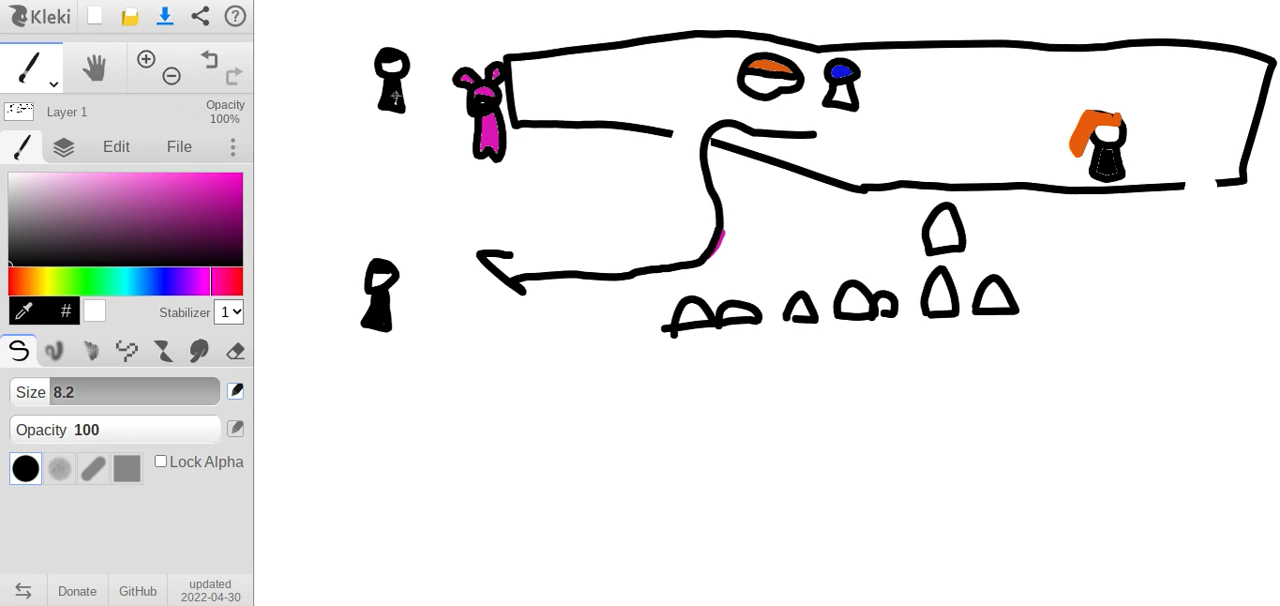 Kleki
Layer 1
Opacity
100%
Edit
File
#
Stabilizer 1
Size 8.2
Opacity 100
Lock Alpha
Donate
GitHub
updated
2022-04-30